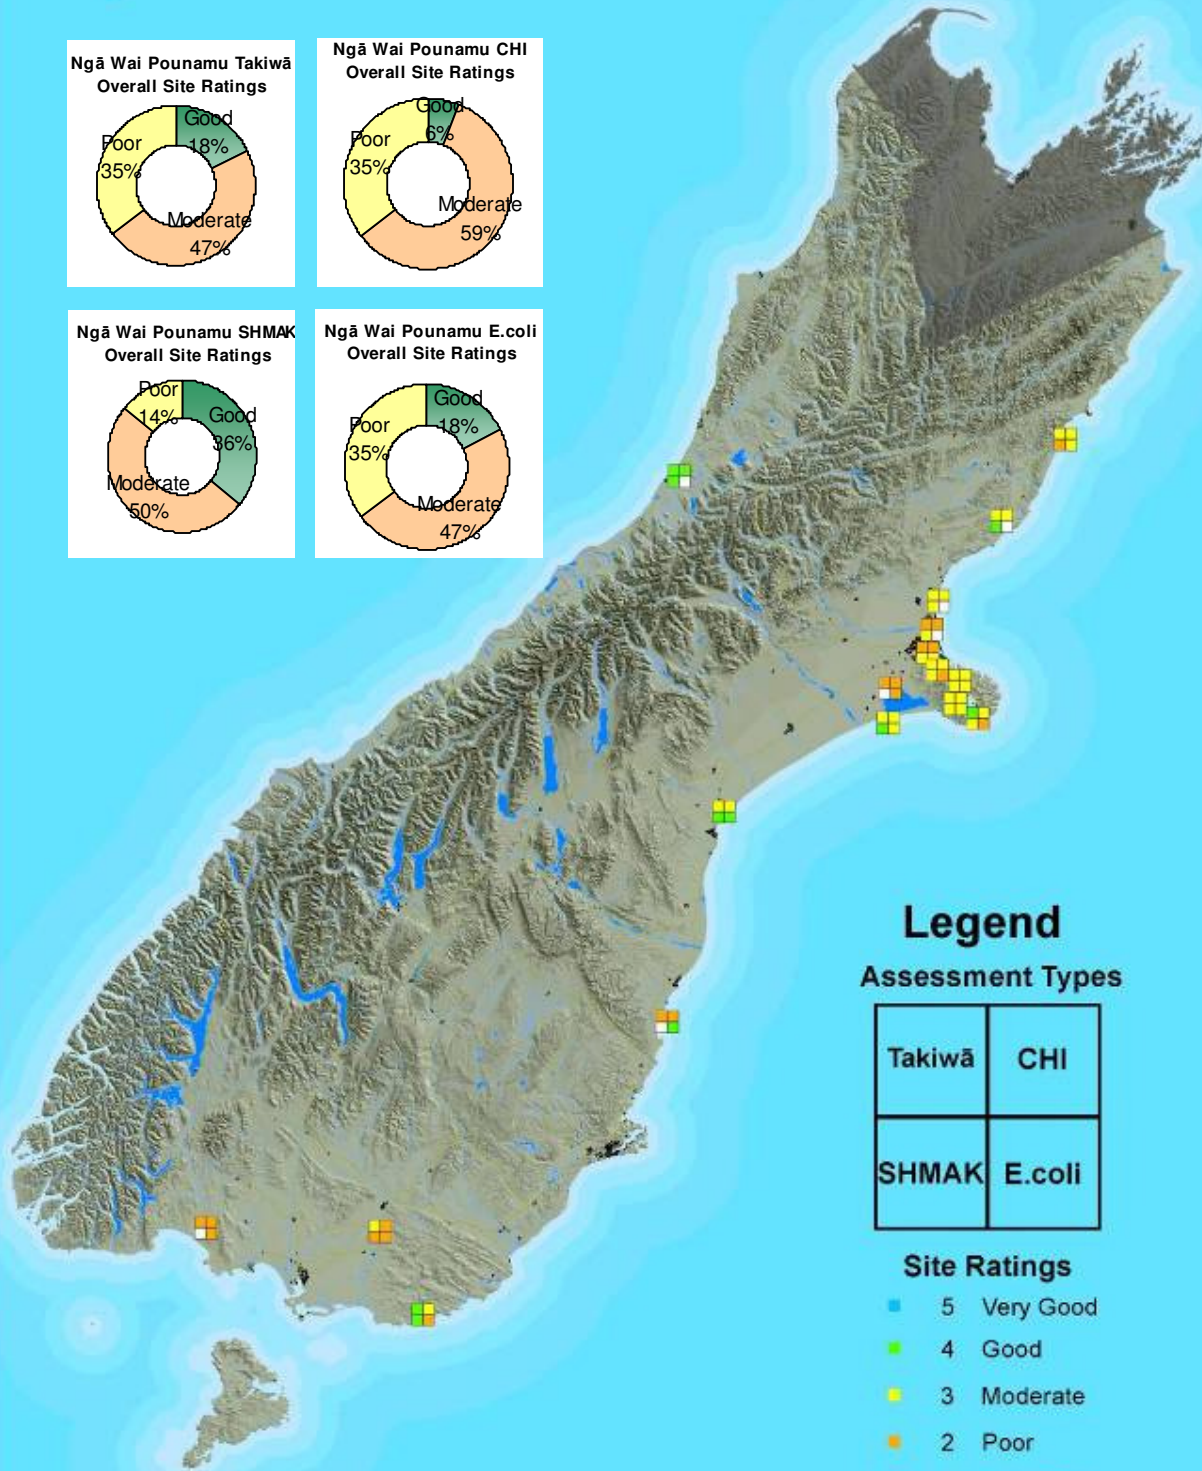 Ngā Wai Pounamu Takiwā
Overall Site Ratings
Good
18%
Poor
35%
Moderate
47%
Ngā Wai Pounamu CHI
Overall Site Ratings
Good
6%
Poor
35%
Moderate
59%
Ngā Wai Pounamu SHMAK
Overall Site Ratings
Poor
14%
Good
36%
Moderate
50%
Ngā Wai Pounamu E.coli
Overall Site Ratings
Good
18%
Poor
35%
Moderate
47%
Legend
Assessment Types
Takiwā CHI
SHMAK E.coli
Site Ratings
5 Very Good
4 Good
3 Moderate
2 Poor